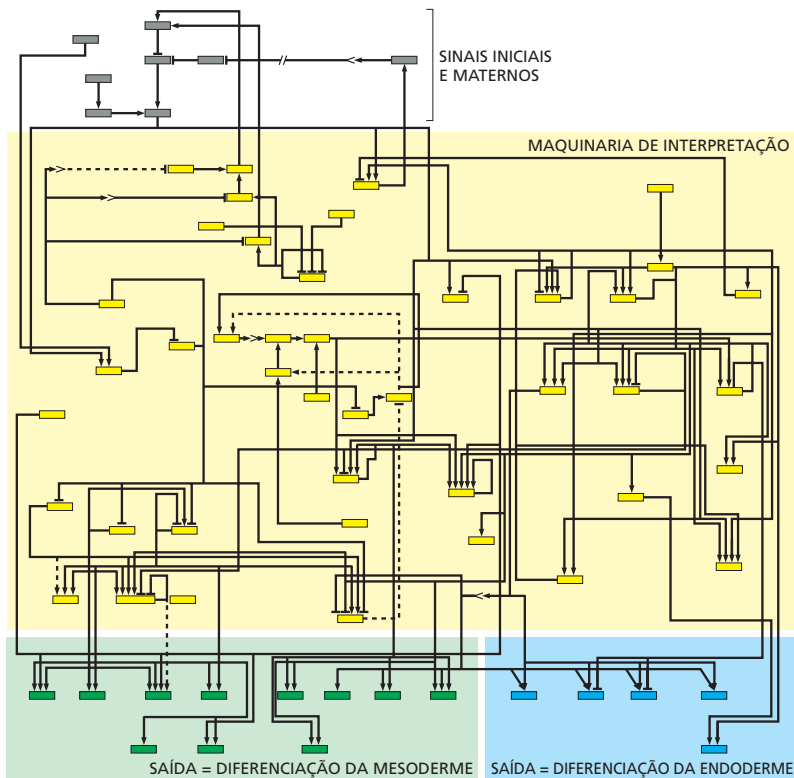 SINAIS INICIAIS
E MATERNOS
MAQUINARIA DE INTERPRETAÇÃO
SAÍDA = DIFERENCIAÇÃO DA MESODERME
SAÍDA = DIFERENCIAÇÃO DA ENDODERME